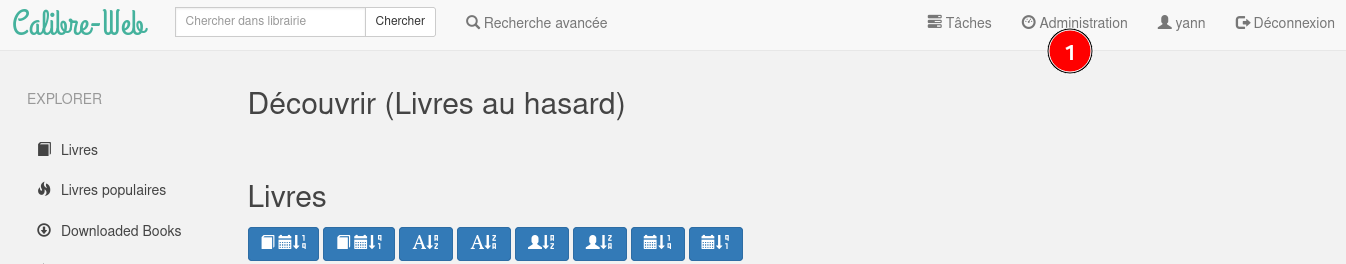 Calibre-Web Chercher dans librairie Chercher Recherche avancée Tâches Administration yann Déconnexion
1
EXPLORER
Découvrir (Livres au hasard)
Livres
Livres populaires
Downloaded Books
Livres